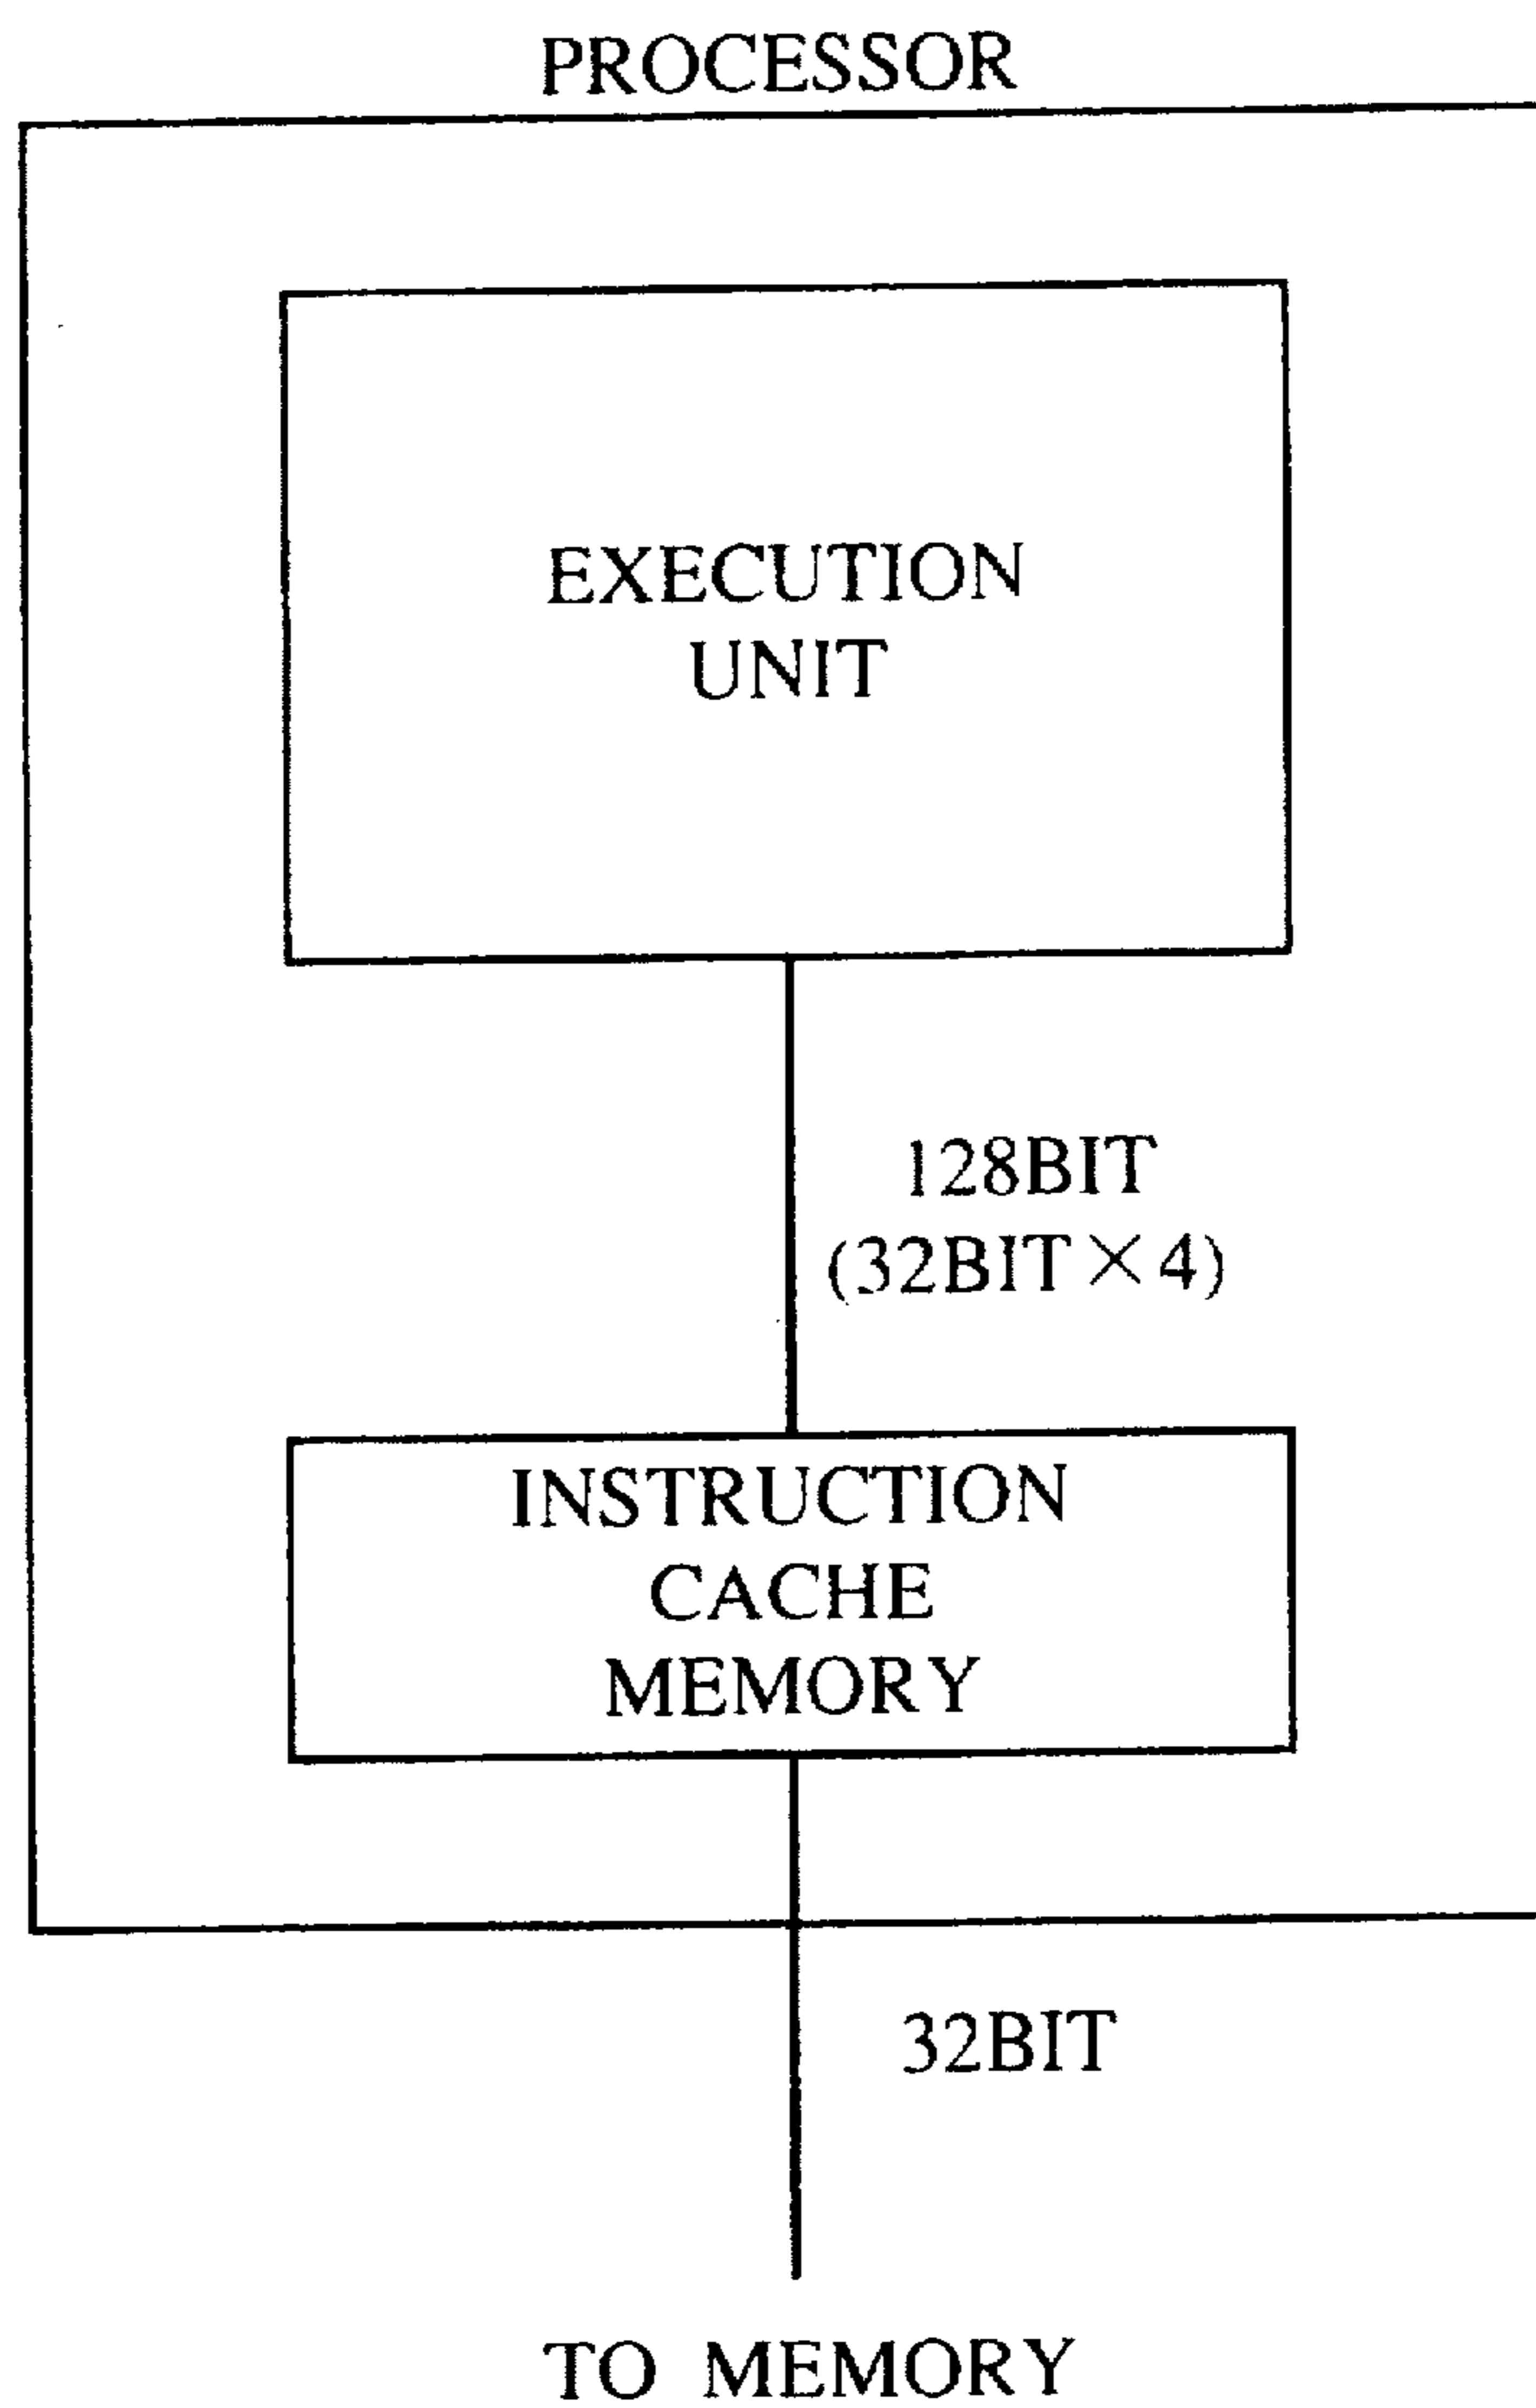 PROCESSOR
EXECUTION
UNIT
128BIT
(32BIT×4)
INSTRUCTION
CACHE
MEMORY
32BIT
TO MEMORY